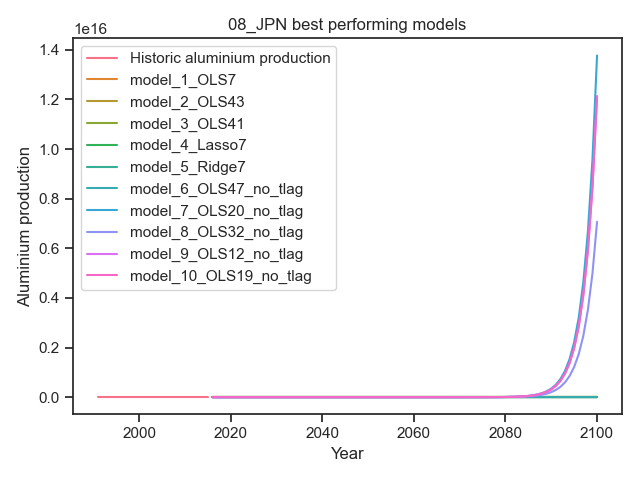 08_JPN best performing models
1e16
1.4
1.2
1.0
0.8
0.6
0.4
0.2
0.0
Aluminium production
Historic aluminium production
model_1_OLS7
model_2_OLS43
model_3_OLS41
model_4_Lasso7
model_5_Ridge7
model_6_OLS47_no_tlag
model_7_OLS20_no_tlag
model_8_OLS32_no_tlag
model_9_OLS12_no_tlag
model_10_OLS19_no_tlag
2000 2020 2040 2060 2080 2100
Year